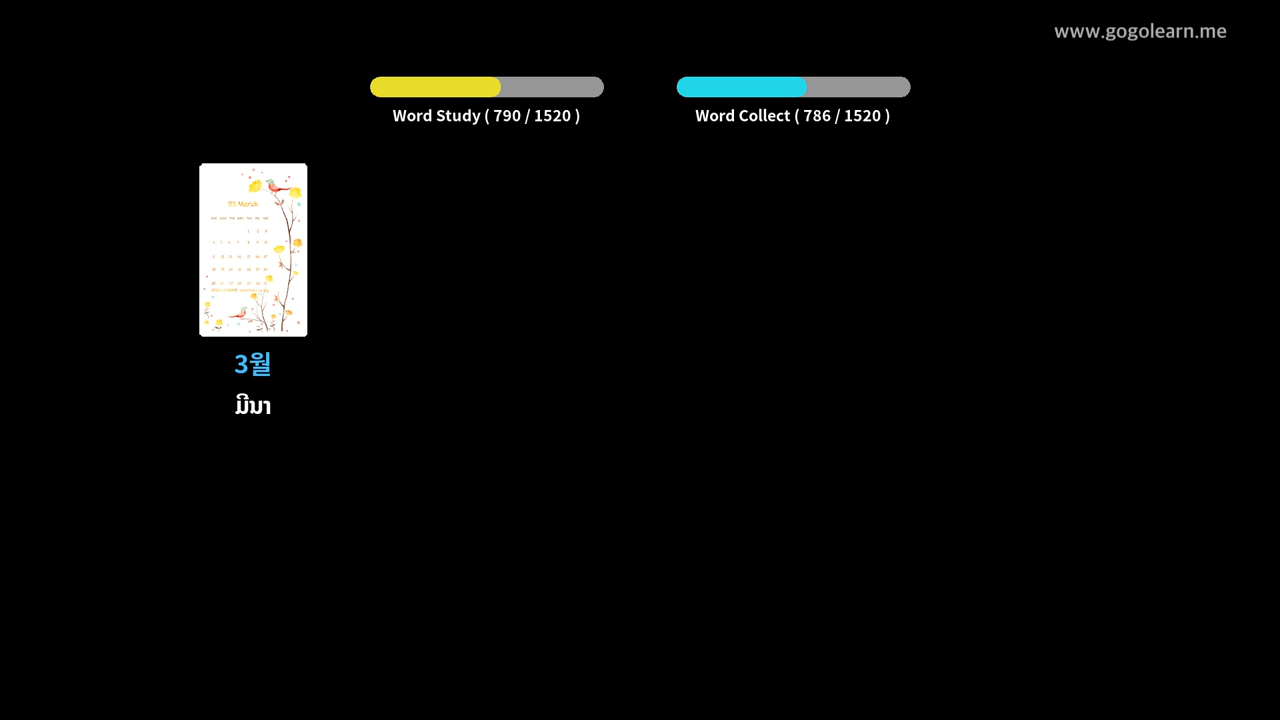 www.gogolearn.me
Word Study ( 790 / 1520 )
Word Collect ( 786 / 1520 )
03.March
3월
ມີນາ